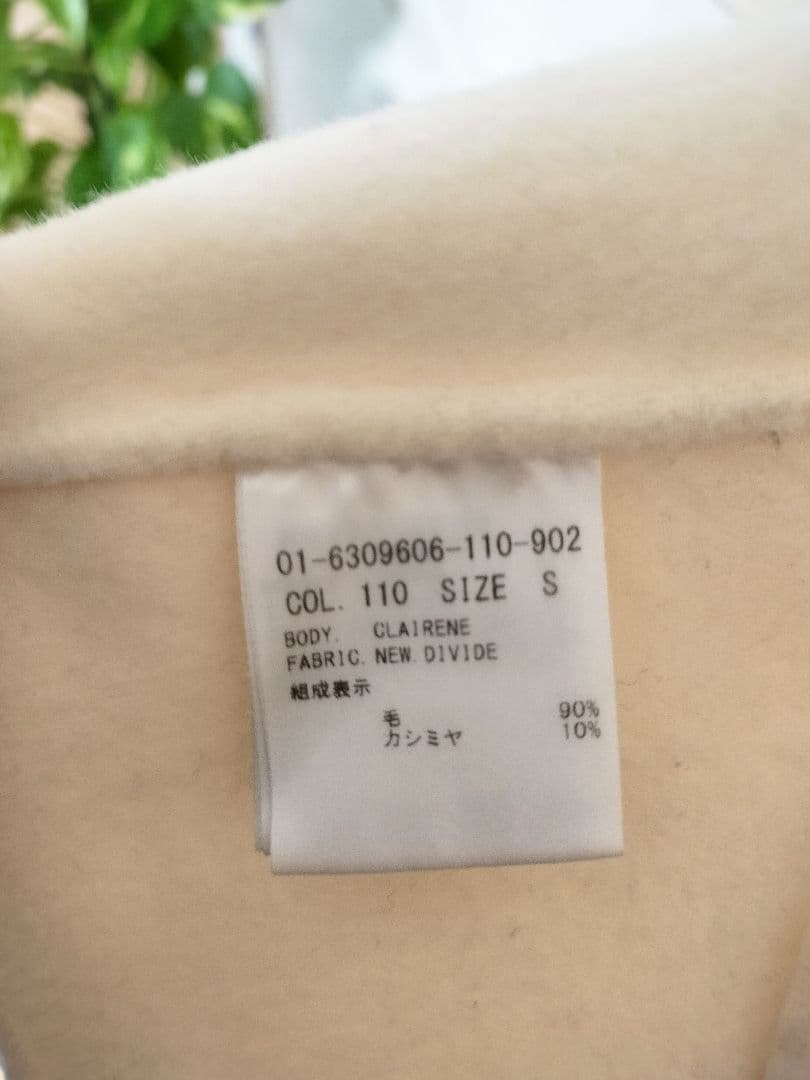 01-6309606-110-902
COL. 110 SIZE S
BODY. CLAIRENE
FABRIC. NEW DIVIDE
組成表示
毛 90%
カシミヤ 10%